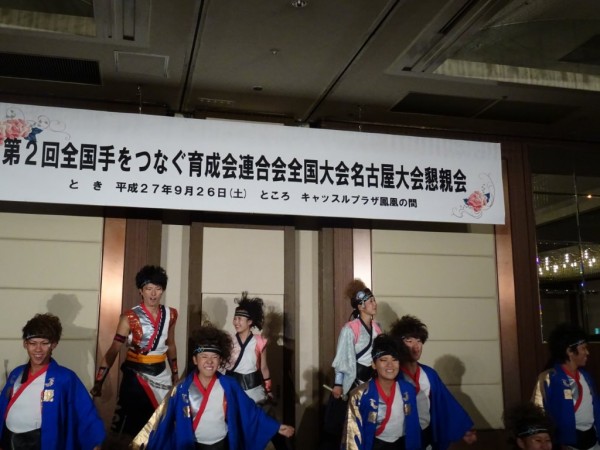 第２回全国手をつなぐ育成会連合会全国大会名古屋大会懇親会
と　き　平成２７年９月２６日(土)　ところ　キャッスルプラザ鳳凰の間